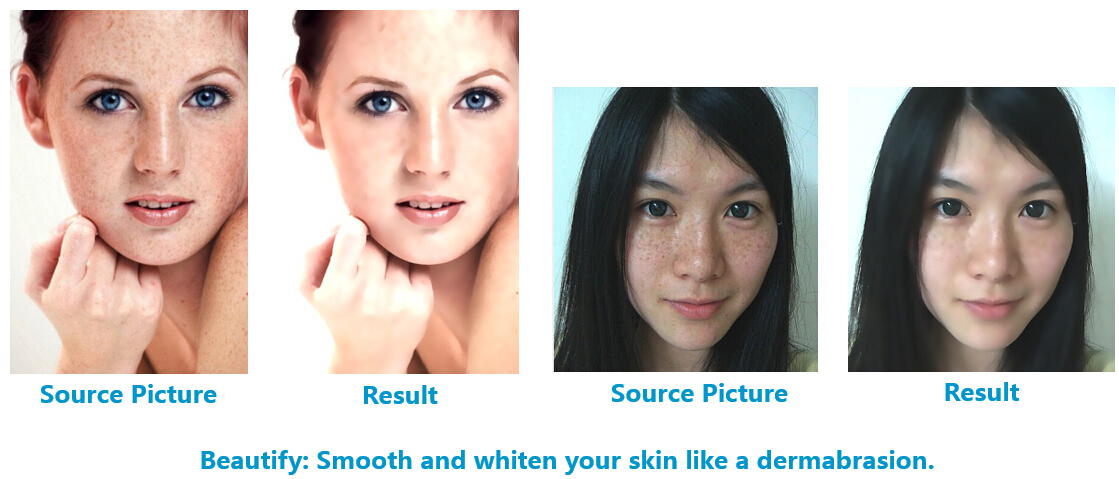 Source Picture
Result
Source Picture
Result
Beautify: Smooth and whiten your skin like a dermabrasion.